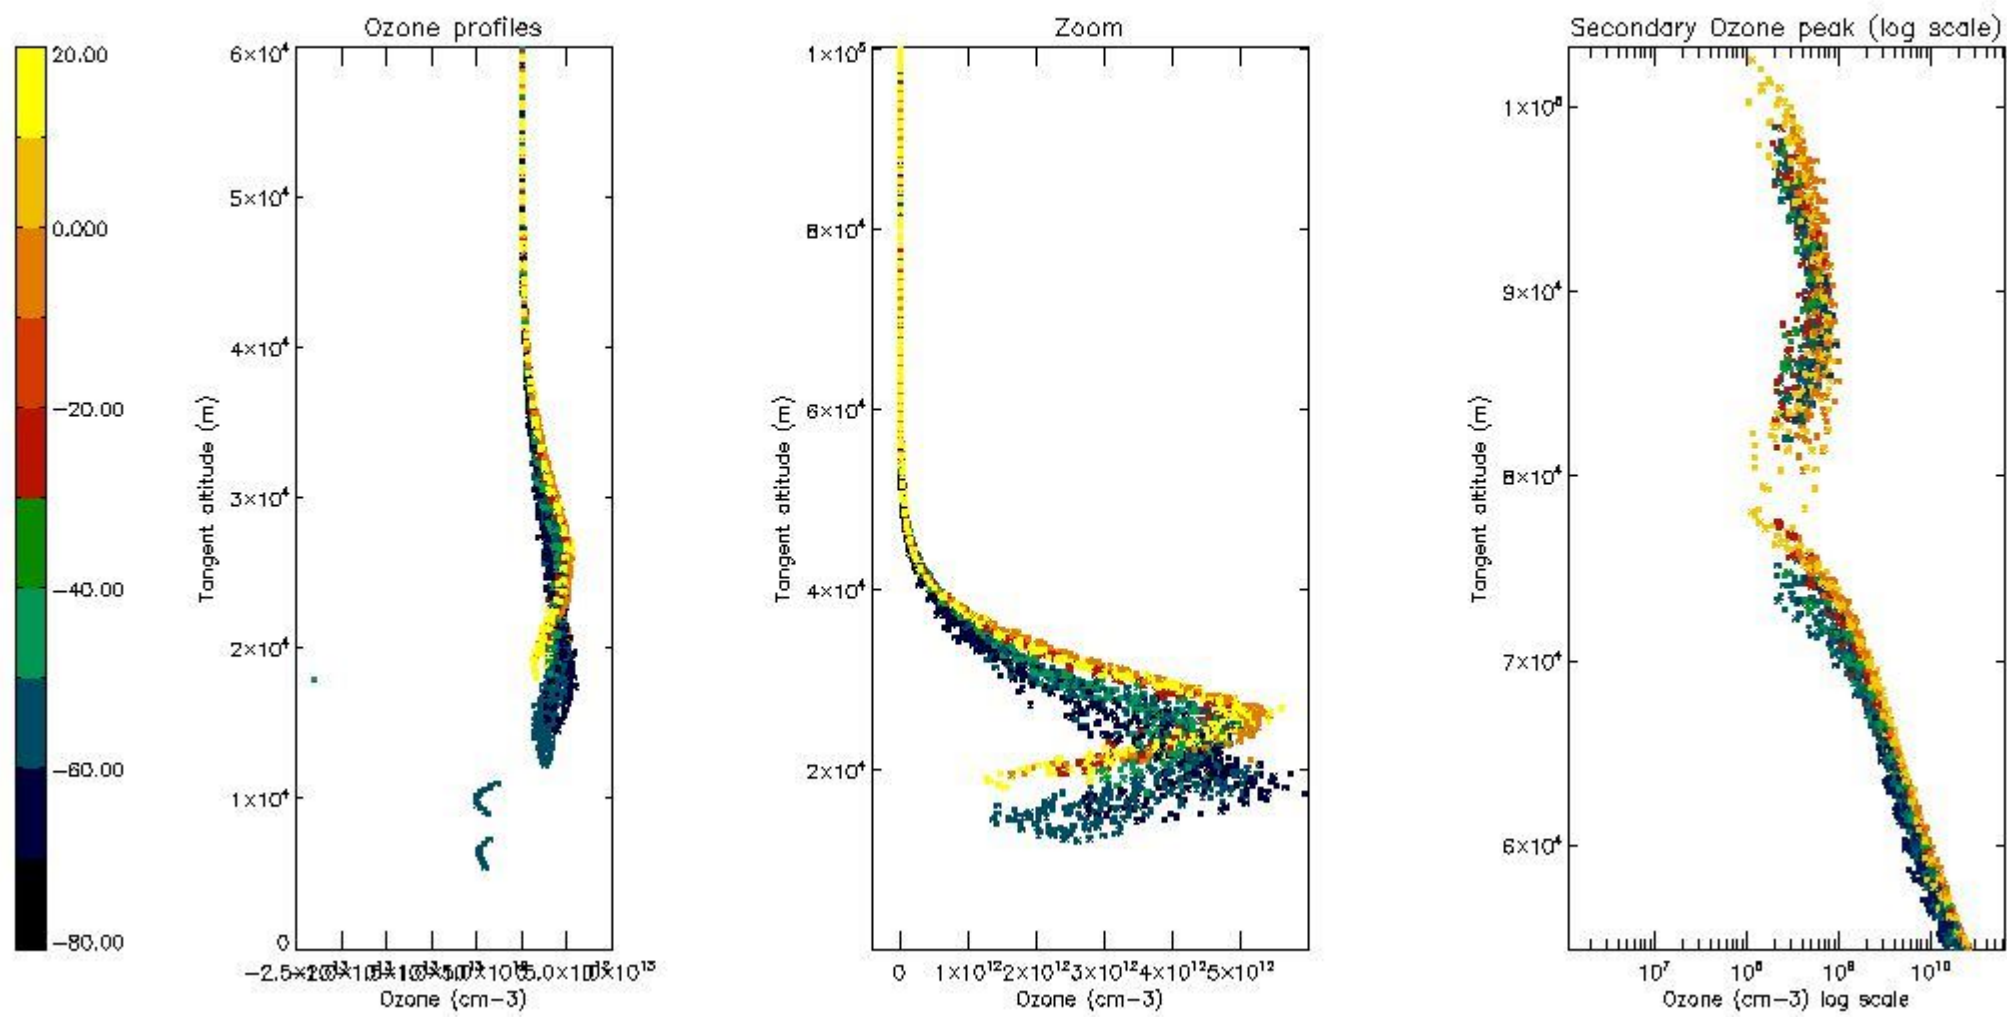 Ozone profiles
Zoom
Secondary Ozone peak (log scale)
20.00
0.000
−20.00
−40.00
−60.00
−80.00
Tangent altitude (m)
6×10⁴
5×10⁴
4×10⁴
3×10⁴
2×10⁴
1×10⁴
0
Ozone (cm−3)
Tangent altitude (m)
1×10⁵
8×10⁴
6×10⁴
4×10⁴
2×10⁴
0 1×10¹² 2×10¹² 3×10¹² 4×10¹² 5×10¹²
Ozone (cm−3)
Tangent altitude (m)
9×10⁴
8×10⁴
7×10⁴
6×10⁴
10⁷ 10⁸ 10⁹ 10¹⁰
Ozone (cm−3) log scale